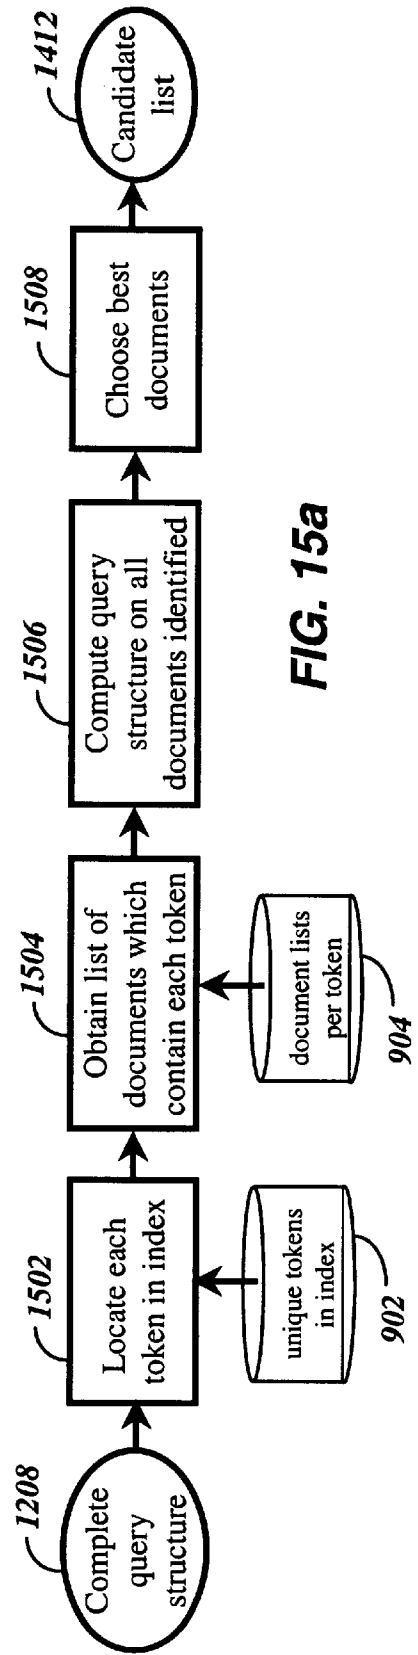 1208
Complete
query
structure
1502
Locate each
token in index
unique tokens
in index
902
1504
Obtain list of
documents which
contain each token
document lists
per token
904
1506
Compute query
structure on all
documents identified
1508
Choose best
documents
1412
Candidate
list
FIG. 15a